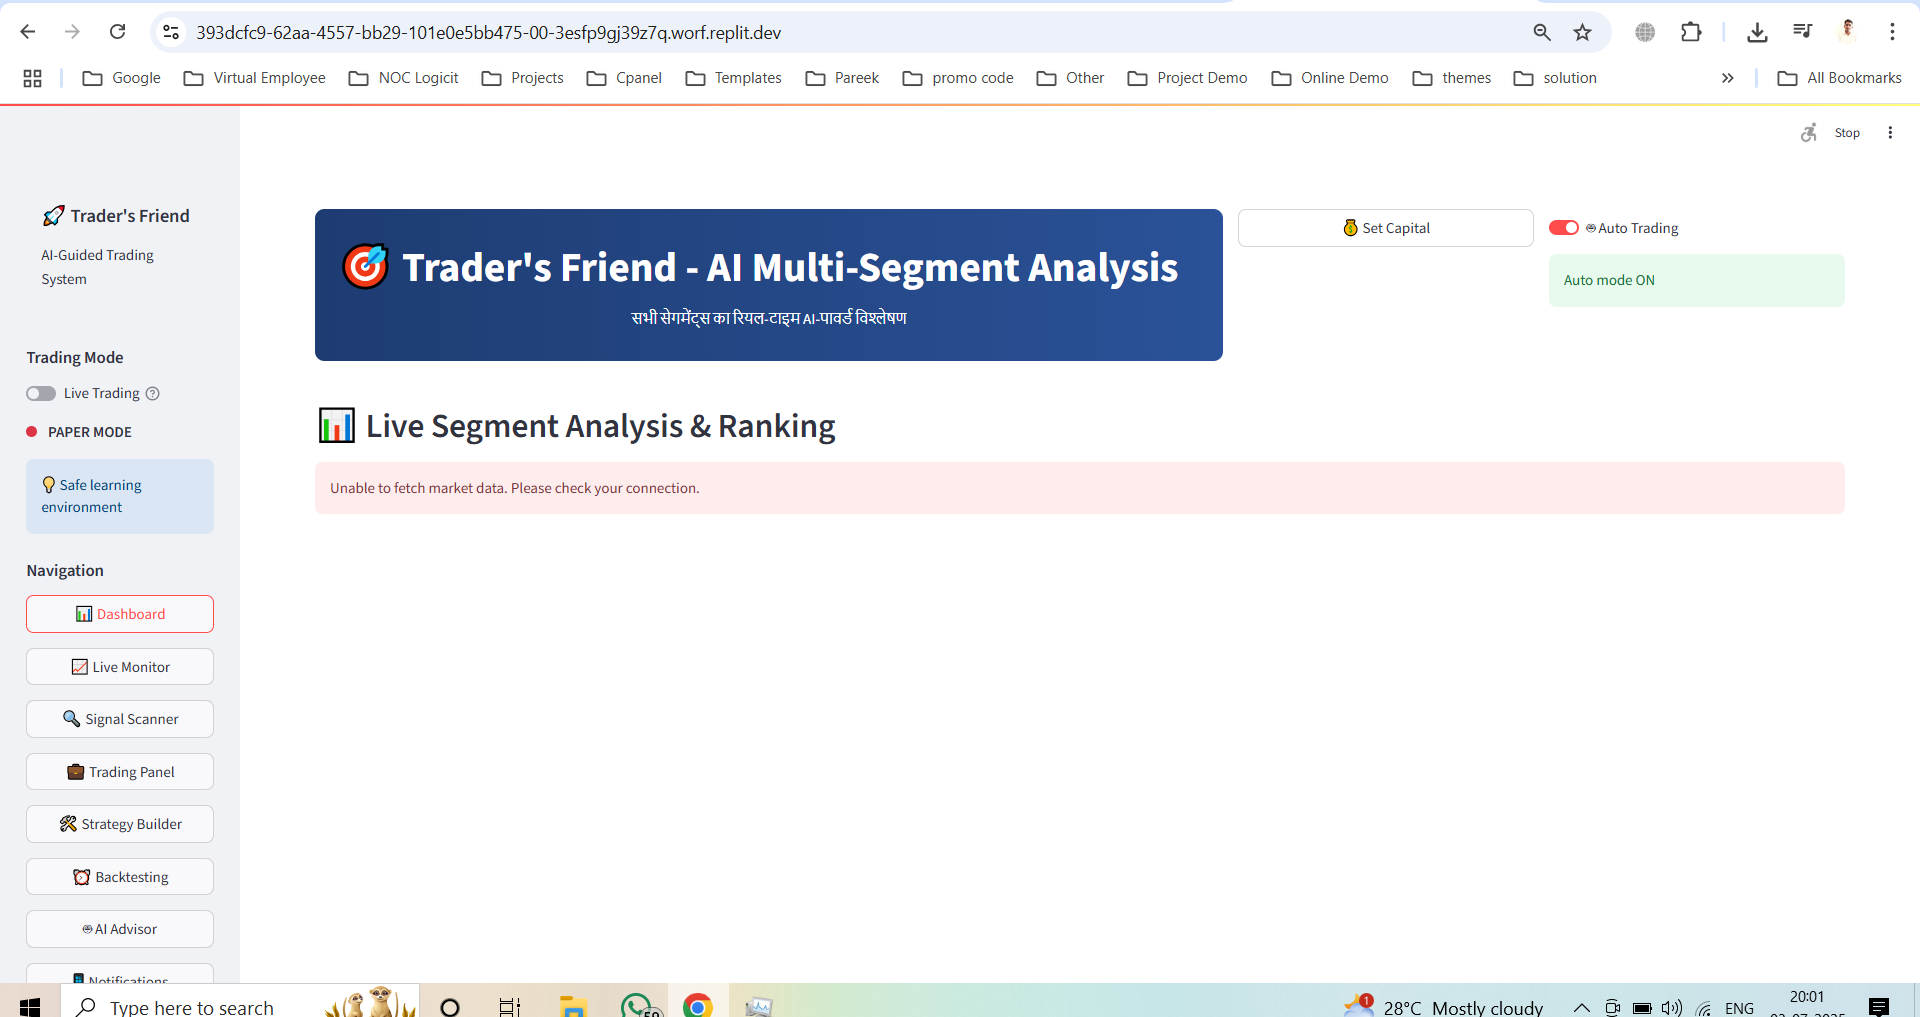 393dcfc9-62aa-4557-bb29-101e0e5bb475-00-3esfp9gj39z7q.worf.replit.dev
Google Virtual Employee NOC Logicit Projects Cpanel Templates Pareek promo code Other Project Demo Online Demo themes solution » All Bookmarks
Stop
Trader's Friend
AI-Guided Trading
System
Trading Mode
Live Trading ?
PAPER MODE
Safe learning
environment
Navigation
Dashboard
Live Monitor
Signal Scanner
Trading Panel
Strategy Builder
Backtesting
AI Advisor
Notifications
Trader's Friend - AI Multi-Segment Analysis
सभी सेगमेंट्स का रियल-टाइम AI-पावर्ड विश्लेषण
Set Capital
Auto Trading
Auto mode ON
Live Segment Analysis & Ranking
Unable to fetch market data. Please check your connection.
Type here to search
59
1
28°C Mostly cloudy
ENG
20:01